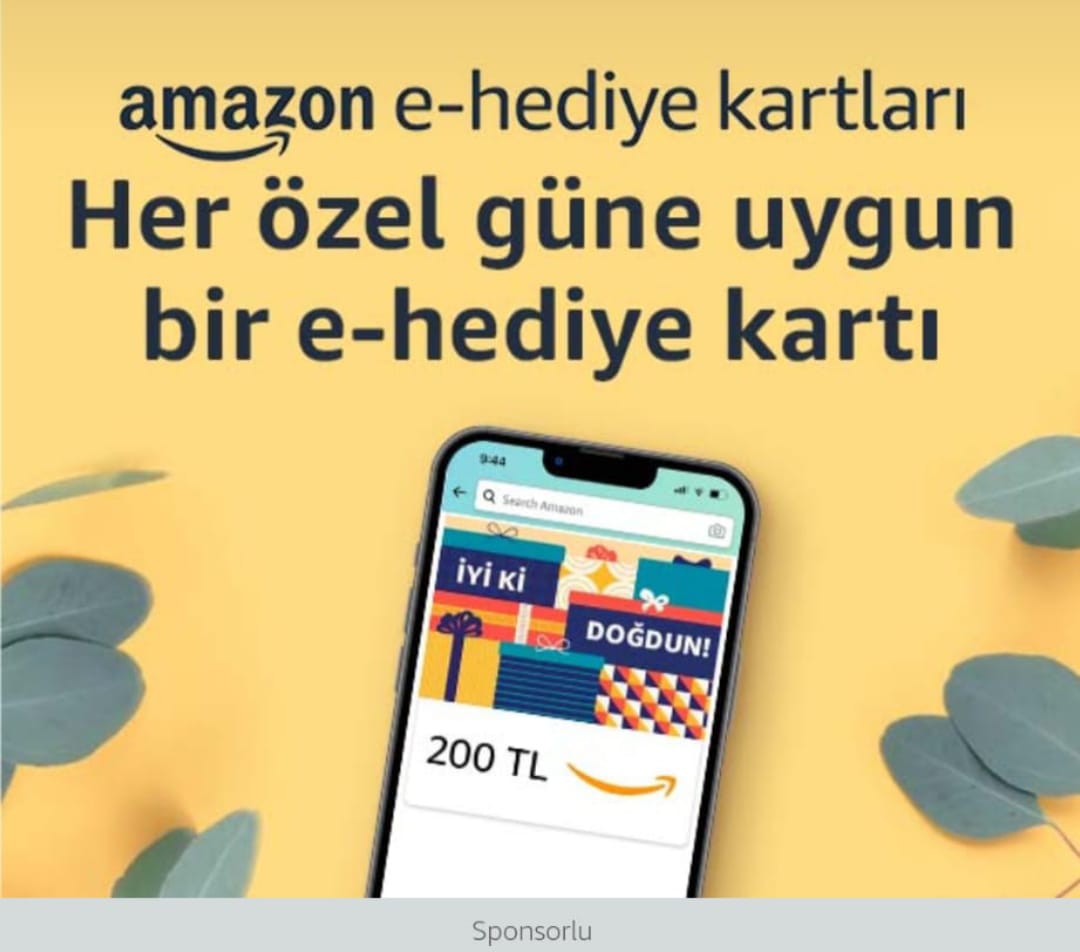 amazon e-hediye kartları
Her özel güne uygun
bir e-hediye kartı
9:44
Search Amazon
İYİ Kİ
DOĞDUN!
200 TL
Sponsorlu